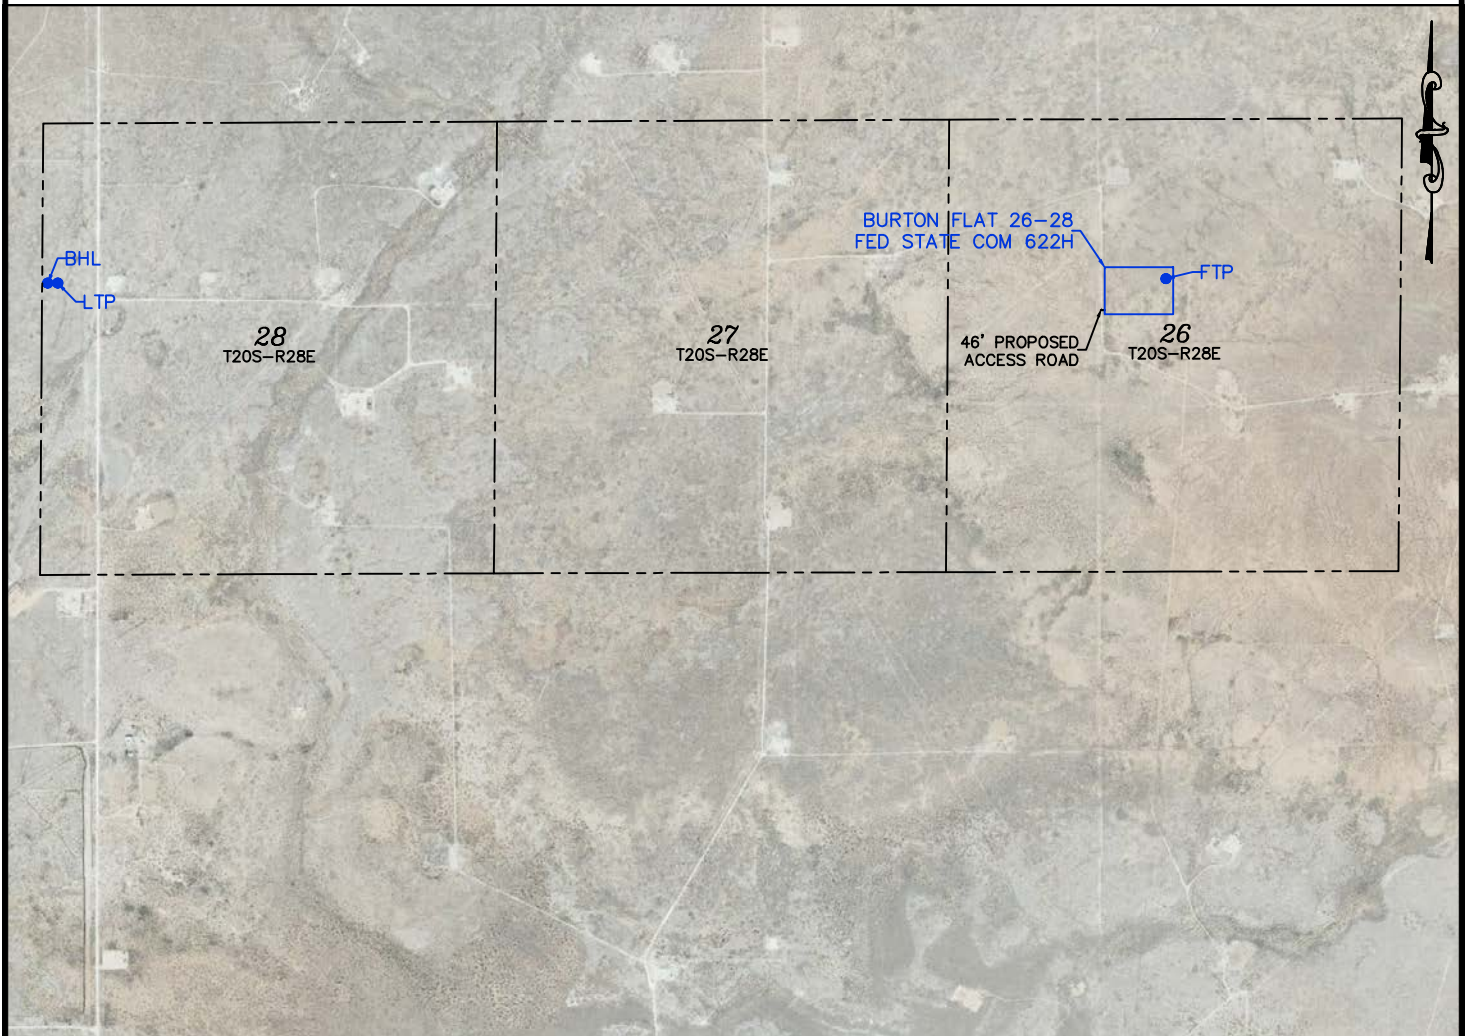 BURTON FLAT 26-28
FED STATE COM 622H
BHL
LTP
FTP
28
T20S-R28E
27
T20S-R28E
46' PROPOSED
ACCESS ROAD
26
T20S-R28E